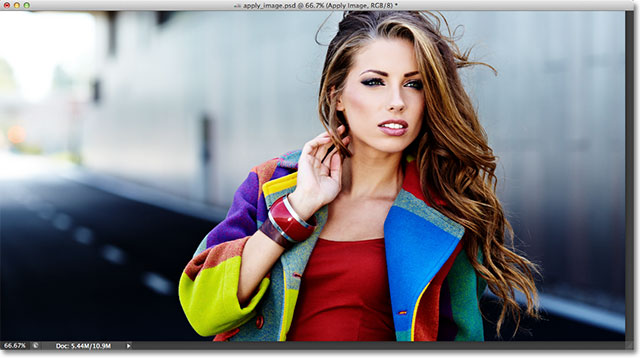 apply_image.psd @ 66.7% (Apply Image, RGB/8) *
66.67%
Doc: 5.44M/10.9M